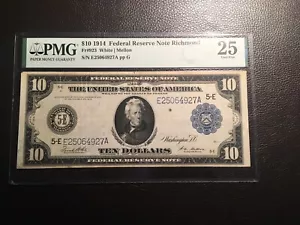 PMG
PAPER MONEY GUARANTY
$10 1914 Federal Reserve Note Richmond
Fr#923 White | Mellon
S/N E25064927A pp G
25
Very Fine
10
FEDERAL RESERVE NOTE
10
THE UNITED STATES OF AMERICA
5-E
E25064927A
5-E
5-E E25064927A
5-E
Washington, D.C.
10
TEN DOLLARS
10